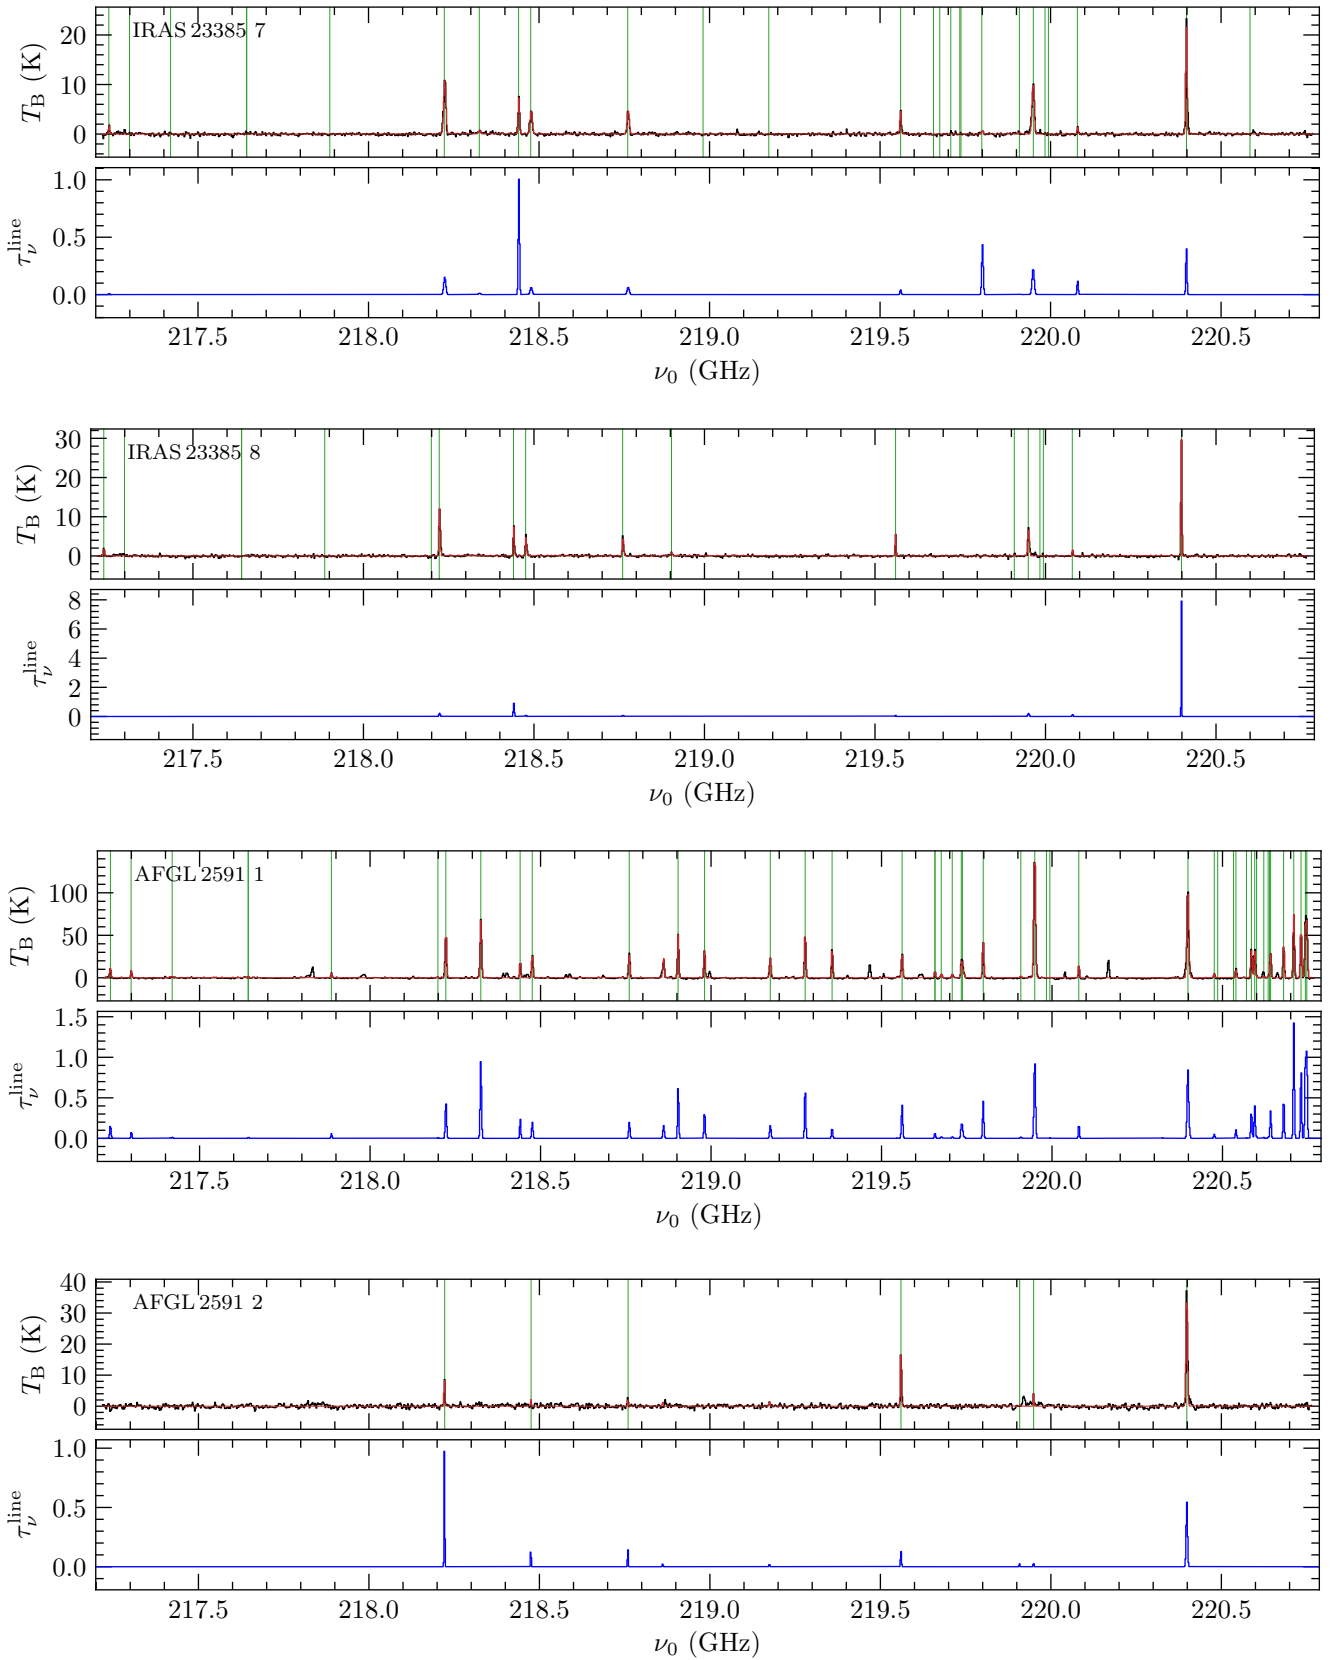 IRAS 23385 7
T_B (K)
20
10
0
τ_ν^line
1.0
0.5
0.0
217.5 218.0 218.5 219.0 219.5 220.0 220.5
ν_0 (GHz)
IRAS 23385 8
T_B (K)
30
20
10
0
τ_ν^line
8
6
4
2
0
217.5 218.0 218.5 219.0 219.5 220.0 220.5
ν_0 (GHz)
AFGL 2591 1
T_B (K)
100
50
0
τ_ν^line
1.5
1.0
0.5
0.0
217.5 218.0 218.5 219.0 219.5 220.0 220.5
ν_0 (GHz)
AFGL 2591 2
T_B (K)
40
30
20
10
0
τ_ν^line
1.0
0.5
0.0
217.5 218.0 218.5 219.0 219.5 220.0 220.5
ν_0 (GHz)